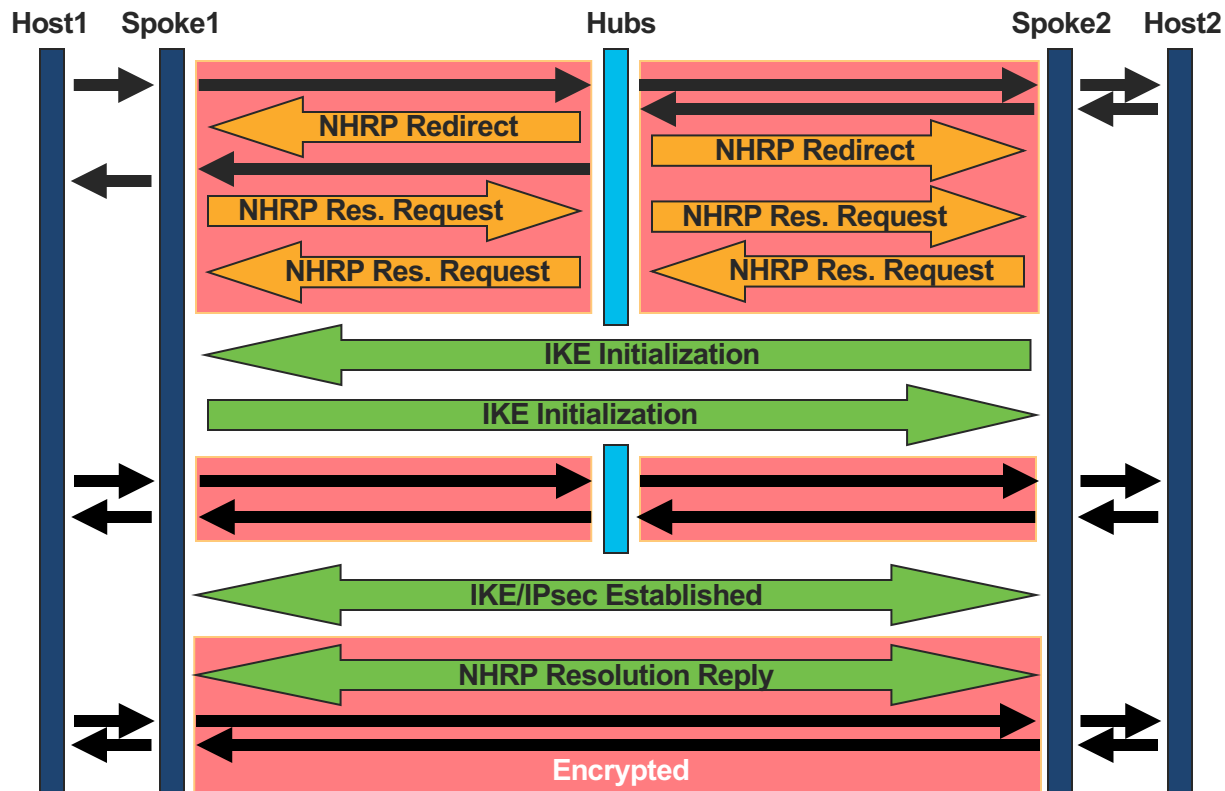 Host1 Spoke1 Hubs Spoke2 Host2
NHRP Redirect
NHRP Redirect
NHRP Res. Request
NHRP Res. Request
NHRP Res. Request
NHRP Res. Request
IKE Initialization
IKE Initialization
IKE/IPsec Established
NHRP Resolution Reply
Encrypted